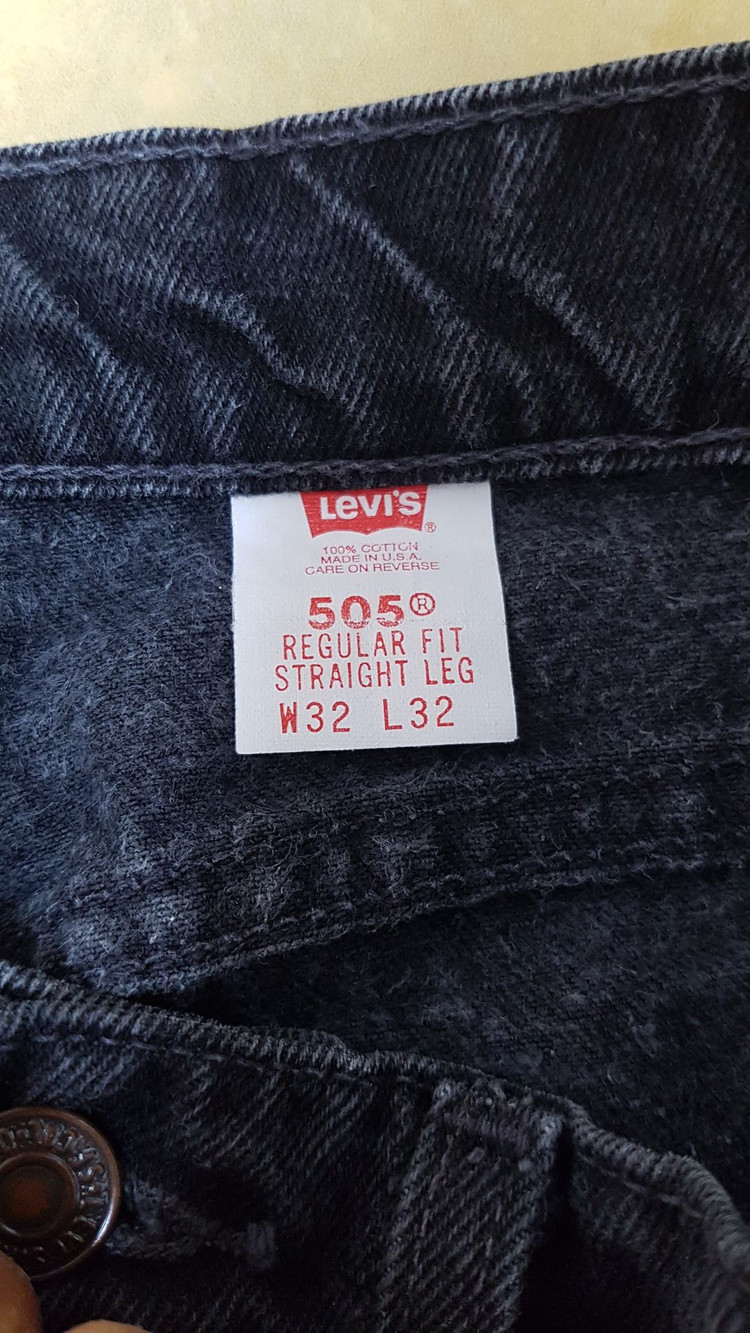 Levi's
®
100% COTTON
MADE IN U.S.A.
CARE ON REVERSE
505®
REGULAR FIT
STRAIGHT LEG
W32 L32